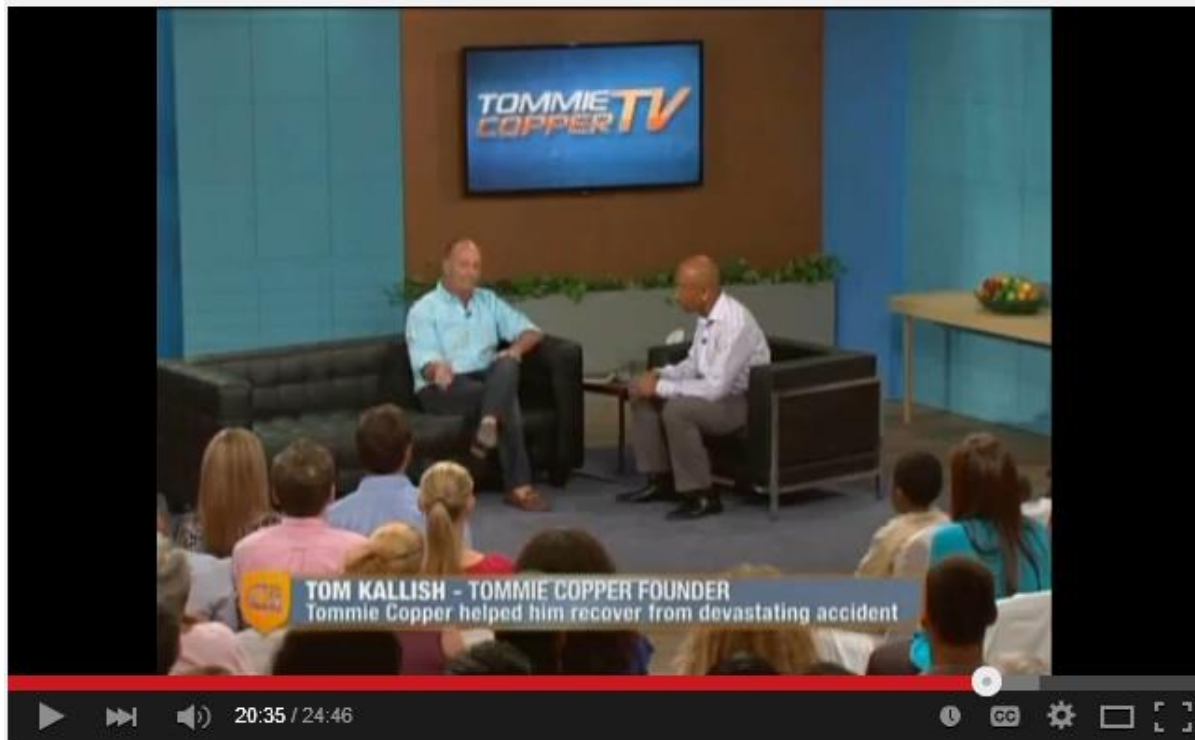 TOMMIE
COPPER TV
TOM KALLISH - TOMMIE COPPER FOUNDER
Tommie Copper helped him recover from devastating accident
20:35 / 24:46
CC